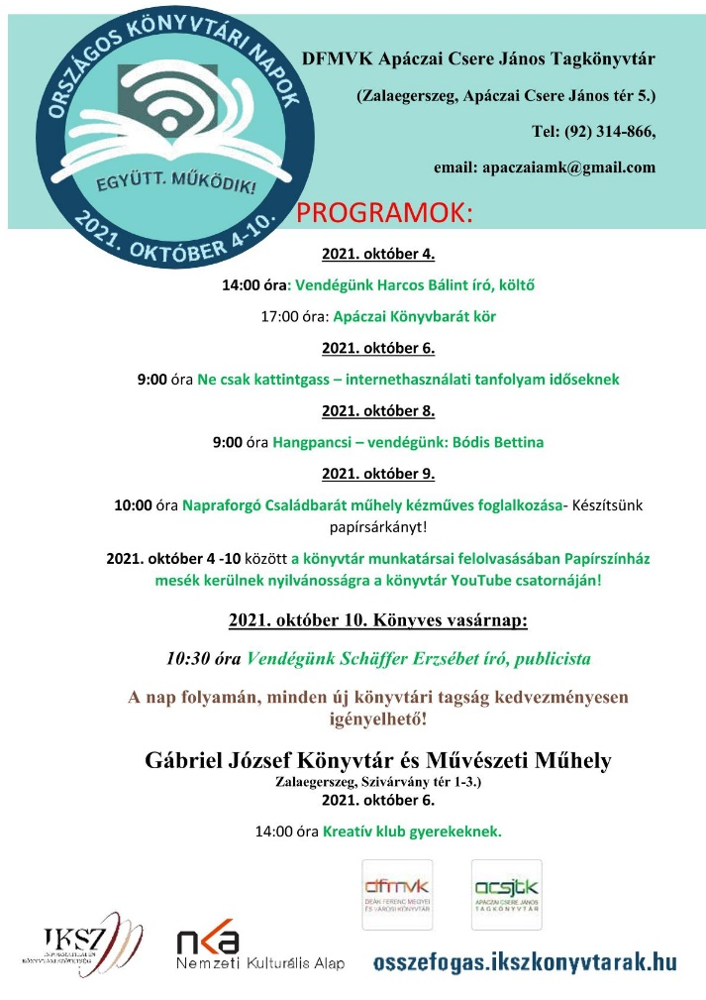 ORSZÁGOS KÖNYVTÁRI NAPOK
EGYÜTT. MŰKÖDIK!
2021. OKTÓBER 4-10.
DFMVK Apáczai Csere János Tagkönyvtár
(Zalaegerszeg, Apáczai Csere János tér 5.)
Tel: (92) 314-866,
email: apaczaiamk@gmail.com
PROGRAMOK:
2021. október 4.
14:00 óra: Vendégünk Harcos Bálint író, költő
17:00 óra: Apáczai Könyvbarát kör
2021. október 6.
9:00 óra Ne csak kattintgass – internethasználati tanfolyam időseknek
2021. október 8.
9:00 óra Hangpancsi – vendégünk: Bódis Bettina
2021. október 9.
10:00 óra Napraforgó Családbarát műhely kézműves foglalkozása- Készítsünk
papírsárkányt!
2021. október 4 -10 között a könyvtár munkatársai felolvasásában Papírszínház
mesék kerülnek nyilvánosságra a könyvtár YouTube csatornáján!
2021. október 10. Könyves vasárnap:
10:30 óra Vendégünk Schäffer Erzsébet író, publicista
A nap folyamán, minden új könyvtári tagság kedvezményesen
igényelhető!
Gábriel József Könyvtár és Művészeti Műhely
Zalaegerszeg, Szivárvány tér 1-3.)
2021. október 6.
14:00 óra Kreatív klub gyerekeknek.
dfmvk
DEÁK FERENC MEGYEI
ÉS VÁROSI KÖNYVTÁR
acsjtk
APÁCZAI CSERE JÁNOS
TAGKÖNYVTÁR
IKSZ
INFORMATIKAI ÉS
KÖNYVTÁRI SZÖVETSÉG
nka
Nemzeti Kulturális Alap
osszefogas.ikszkonyvtarak.hu